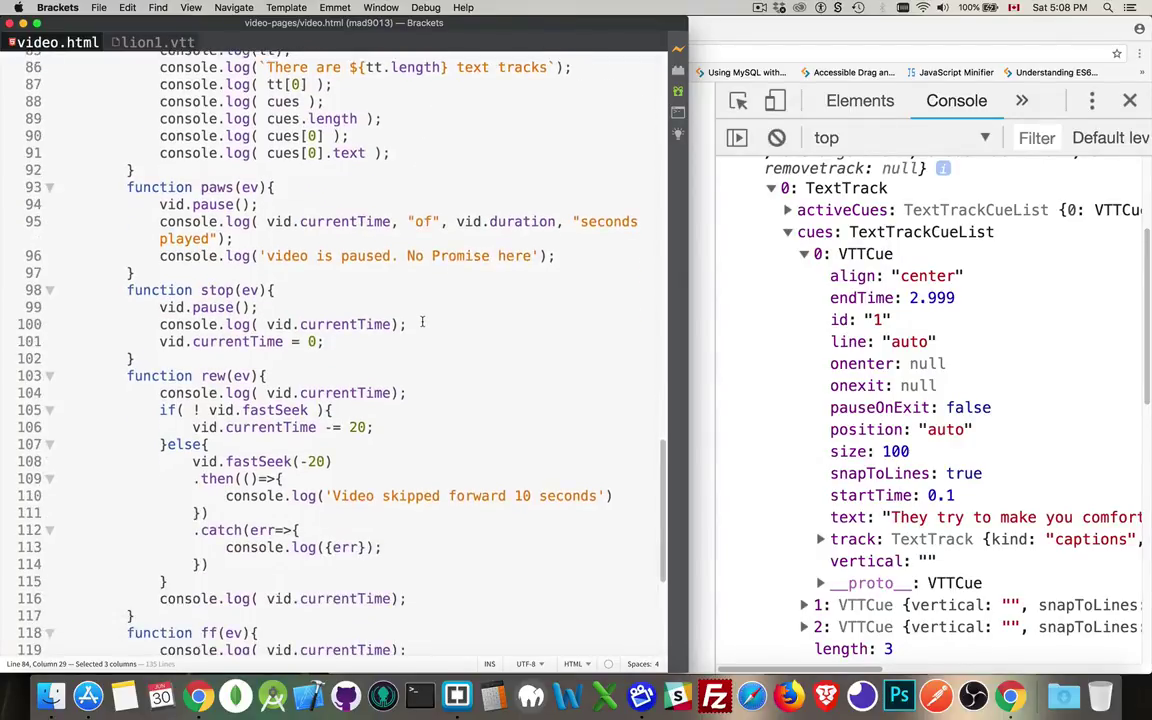 Brackets File Edit Find View Navigate Template Emmet Window Debug Help 100% Sat 5:08 PM
video-pages/video.html (mad9013) — Brackets
video.html lion1.vtt
85 console.log(tt);
86 console.log(`There are ${tt.length} text tracks`);
87 console.log( tt[0] );
88 console.log( cues );
89 console.log( cues.length );
90 console.log( cues[0] );
91 console.log( cues[0].text );
92 }
93 function paws(ev){
94 vid.pause();
95 console.log( vid.currentTime, "of", vid.duration, "seconds
played");
96 console.log('video is paused. No Promise here');
97 }
98 function stop(ev){
99 vid.pause();
100 console.log( vid.currentTime);
101 vid.currentTime = 0;
102 }
103 function rew(ev){
104 console.log( vid.currentTime);
105 if( ! vid.fastSeek ){
106 vid.currentTime -= 20;
107 }else{
108 vid.fastSeek(-20)
109 .then(()=>{
110 console.log('Video skipped forward 10 seconds')
111 })
112 .catch(err=>{
113 console.log({err});
114 })
115 }
116 console.log( vid.currentTime);
117 }
118 function ff(ev){
119 console.log( vid.currentTime);
Line 84, Column 29 — Selected 3 columns — 135 Lines INS UTF-8 HTML Spaces: 4
Using MySQL with... Accessible Drag an... JavaScript Minifier Understanding ES6...
Elements Console »
top Filter Default lev
removetrack: null}
0: TextTrack
activeCues: TextTrackCueList {0: VTTCu
cues: TextTrackCueList
0: VTTCue
align: "center"
endTime: 2.999
id: "1"
line: "auto"
onenter: null
onexit: null
pauseOnExit: false
position: "auto"
size: 100
snapToLines: true
startTime: 0.1
text: "They try to make you comfort
track: TextTrack {kind: "captions",
vertical: ""
__proto__: VTTCue
1: VTTCue {vertical: "", snapToLines:
2: VTTCue {vertical: "", snapToLines:
length: 3